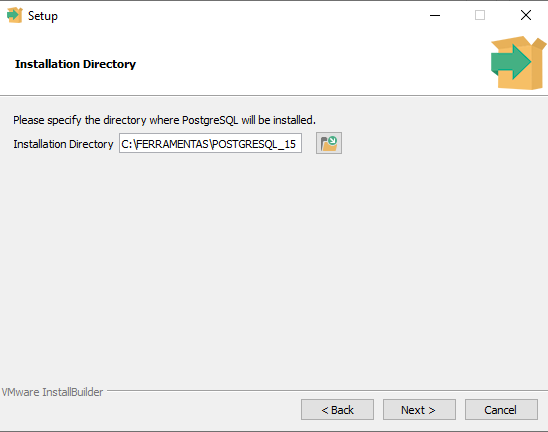 Setup
Installation Directory
Please specify the directory where PostgreSQL will be installed.
Installation Directory C:\FERRAMENTAS\POSTGRESQL_15
VMware InstallBuilder
< Back Next > Cancel